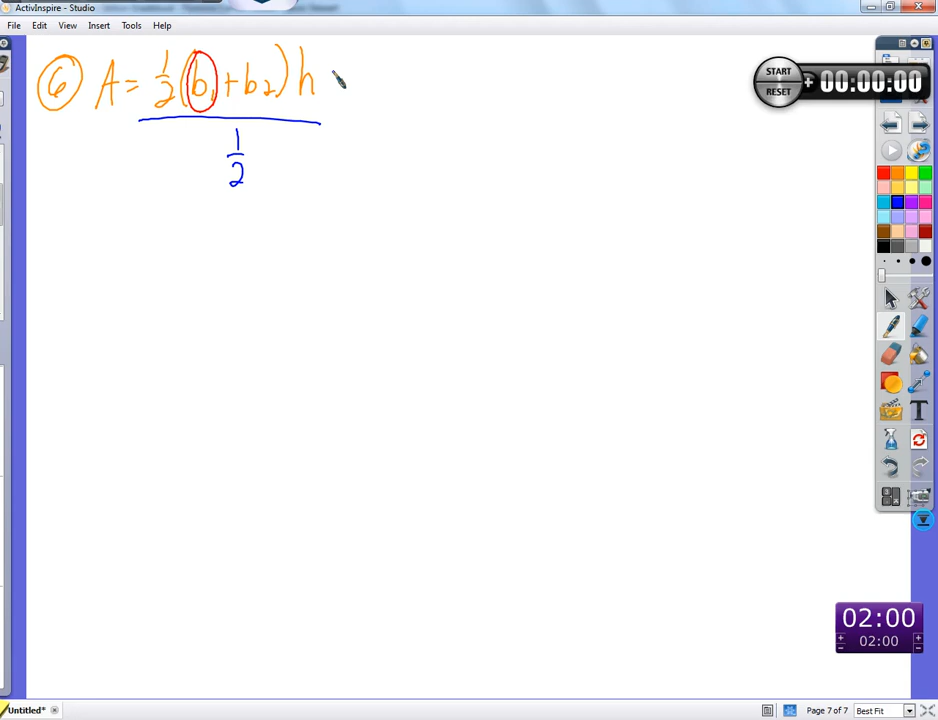 ActivInspire - Studio
File Edit View Insert Tools Help
START
RESET
00:00:00
6 A = 1/2 (b₁ + b₂) h
1/2
02:00
02:00
Untitled*
Page 7 of 7
Best Fit